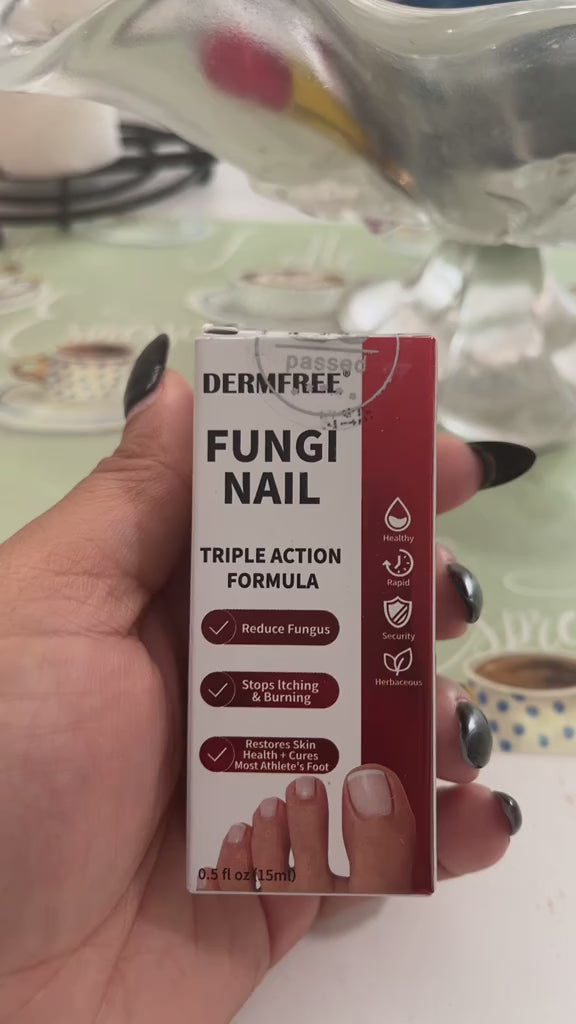 passed
DERMFREE®
FUNGI
NAIL
TRIPLE ACTION
FORMULA
Reduce Fungus
Stops Itching
& Burning
Restores Skin
Health + Cures
Most Athlete's Foot
0.5 fl oz (15ml)
Healthy
Rapid
Security
Herbaceous